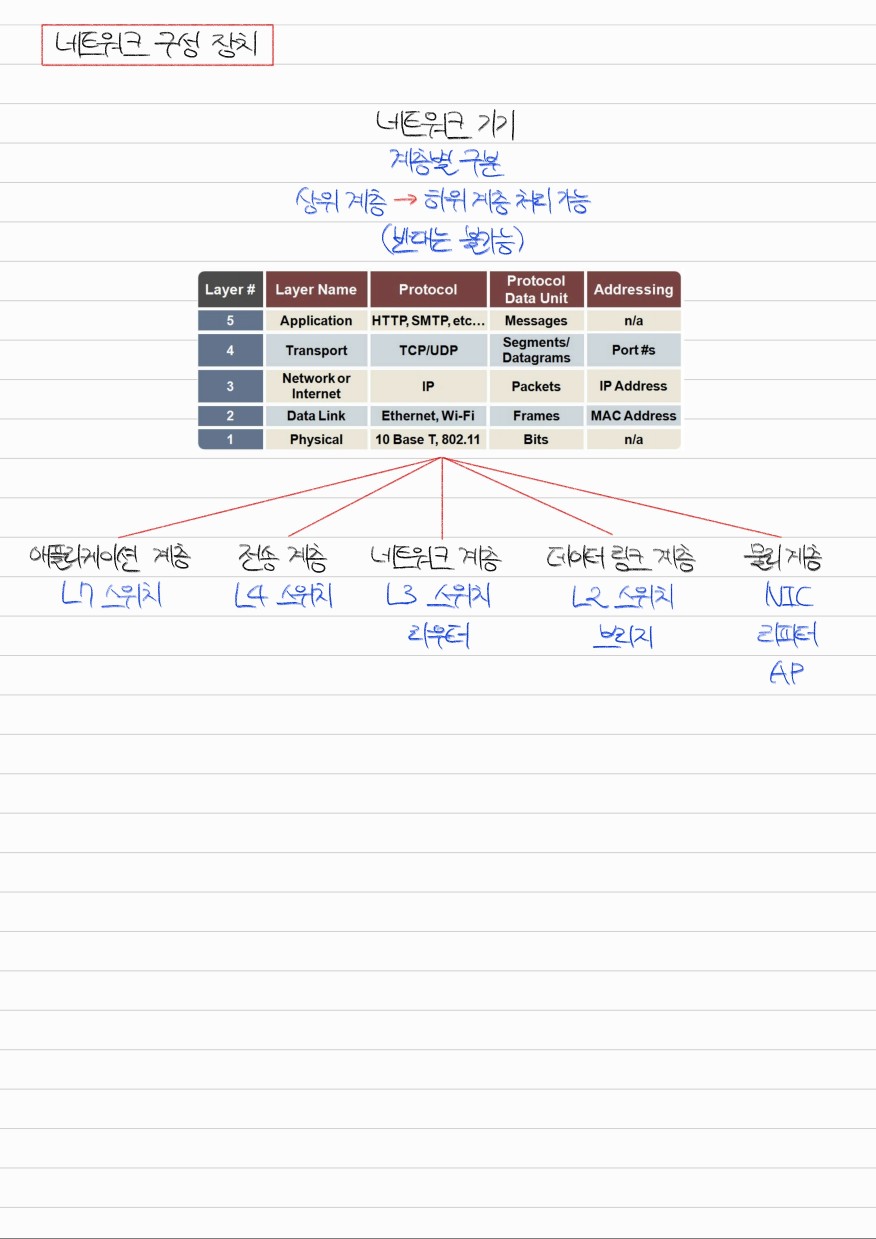 네트워크 구성 장치
네트워크 기기
계층별 구분
상위 계층 → 하위 계층 처리 가능
(반대는 불가능)
Layer # Layer Name Protocol Protocol Data Unit Addressing
5 Application HTTP, SMTP, etc... Messages n/a
4 Transport TCP/UDP Segments/ Datagrams Port #s
3 Network or Internet IP Packets IP Address
2 Data Link Ethernet, Wi-Fi Frames MAC Address
1 Physical 10 Base T, 802.11 Bits n/a
애플리케이션 계층 전송 계층 네트워크 계층 데이터 링크 계층 물리 계층
L7 스위치 L4 스위치 L3 스위치 L2 스위치 NIC
라우터 브리지 리피터
AP